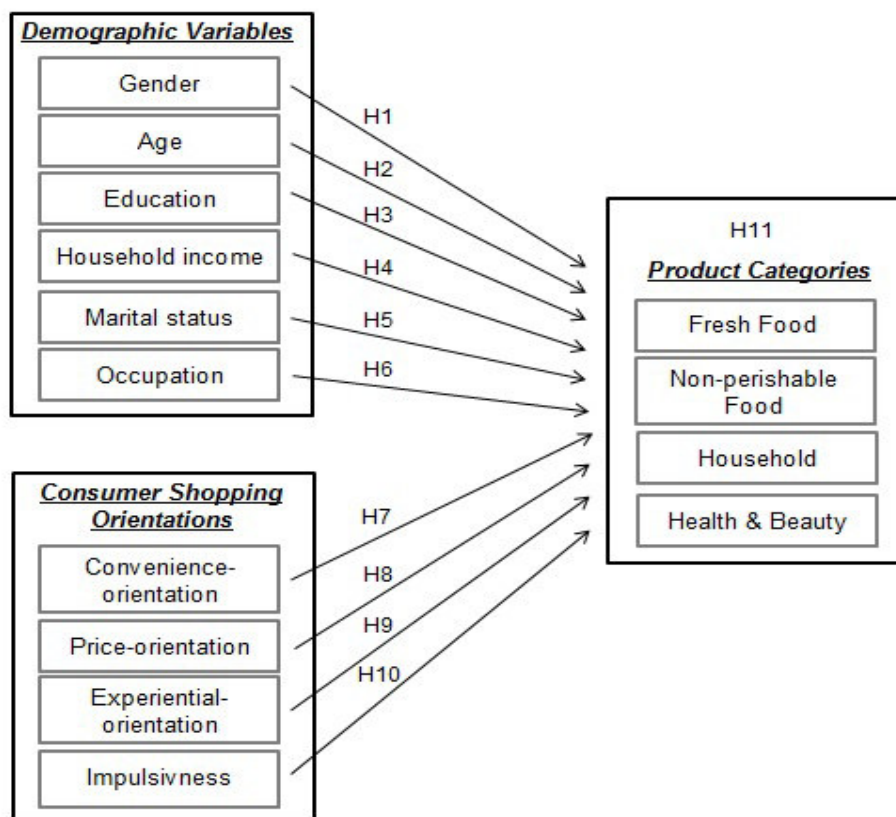 Demographic Variables
Gender
Age
Education
Household income
Marital status
Occupation
H1
H2
H3
H4
H5
H6
Consumer Shopping
Orientations
Convenience-
orientation
Price-orientation
Experiential-
orientation
Impulsivness
H7
H8
H9
H10
H11
Product Categories
Fresh Food
Non-perishable
Food
Household
Health & Beauty